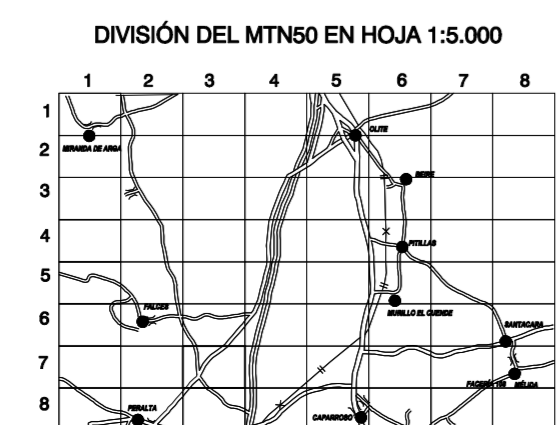 DIVISIÓN DEL MTN50 EN HOJA 1:5.000
1 2 3 4 5 6 7 8
1
OLITE
2
MIRANDA DE ARGA
BEIRE
3
4
PITILLAS
5
FALCES
MURILLO EL CUENDE
6
SANTACARA
7
FACERÍA 106 MÉLIDA
8
PERALTA
CAPARROSO